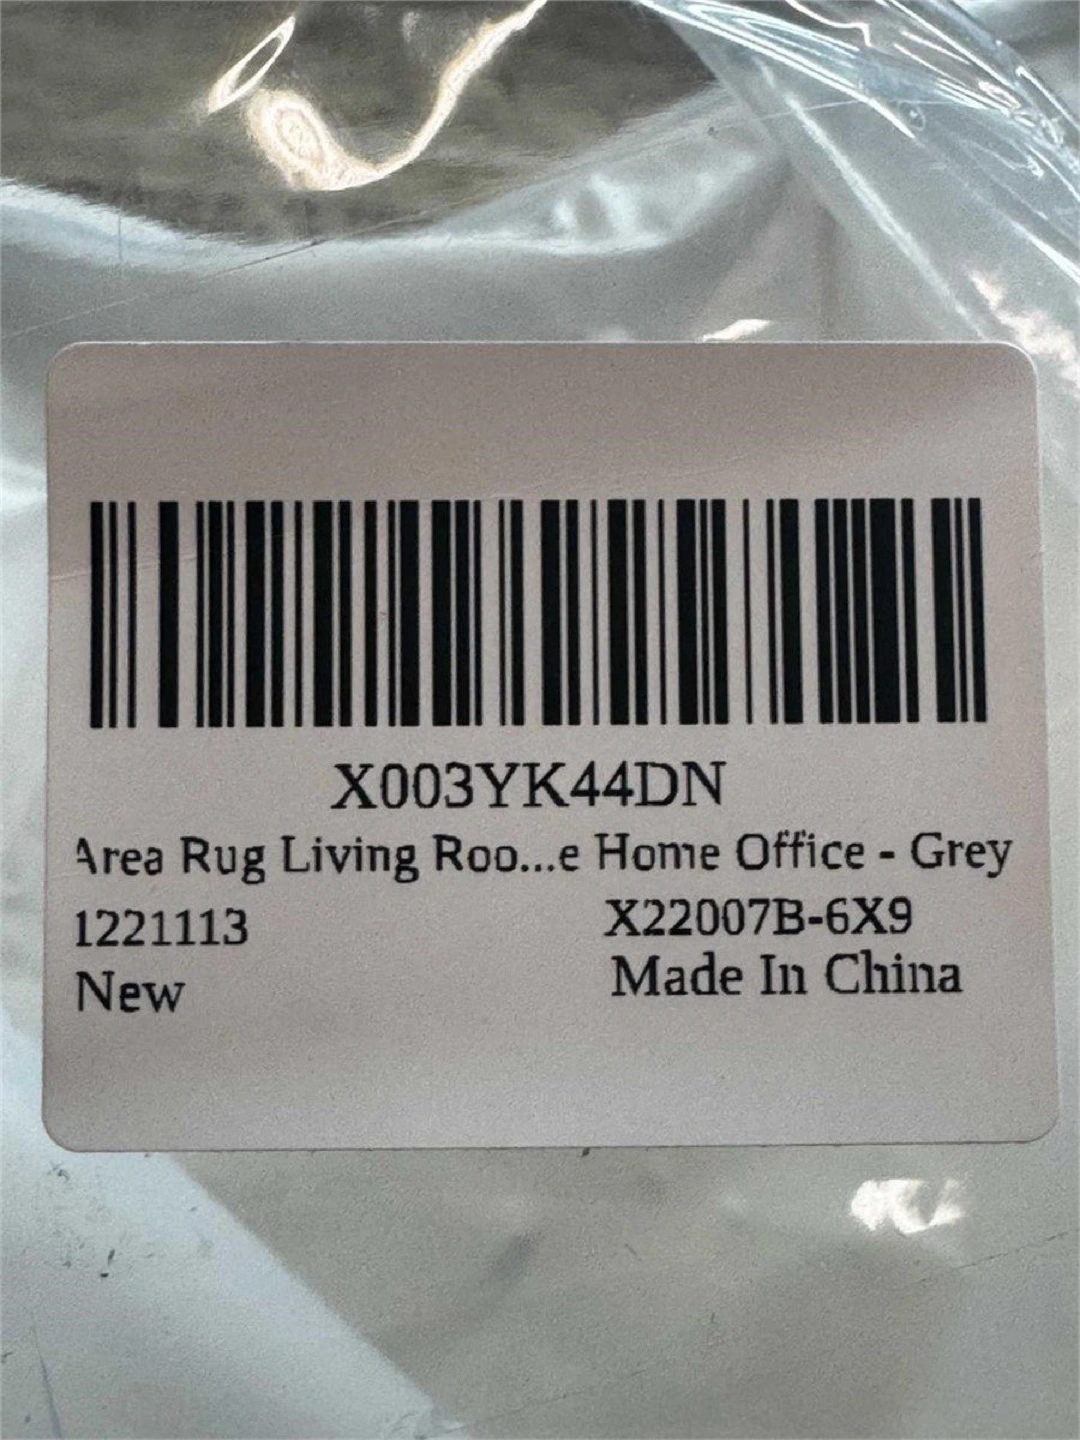 X003YK44DN
Area Rug Living Roo...e Home Office - Grey
1221113 X22007B-6X9
New Made In China